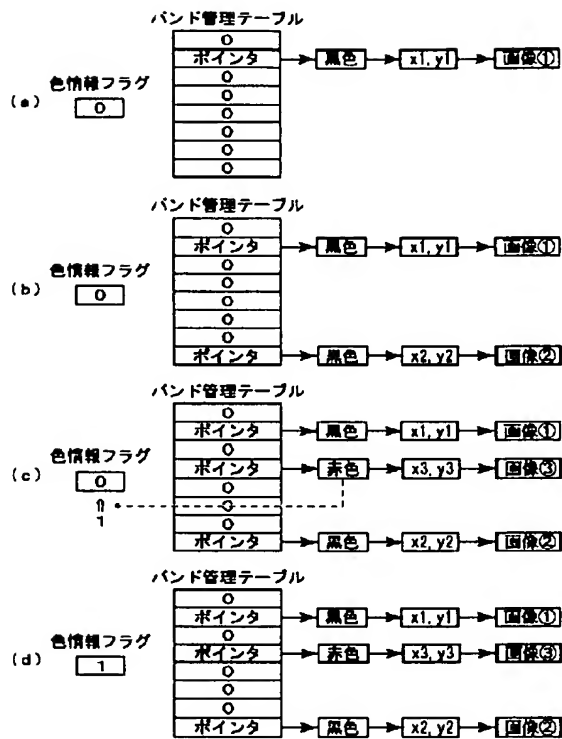 バンド管理テーブル
0
ポインタ 黒色 x1, y1 画像①
0
色情報フラグ
0
(a) 0
0
0
0
0
バンド管理テーブル
0
ポインタ 黒色 x1, y1 画像①
0
色情報フラグ
0
(b) 0
0
0
0
ポインタ 黒色 x2, y2 画像②
バンド管理テーブル
0
ポインタ 黒色 x1, y1 画像①
0
色情報フラグ
ポインタ 赤色 x3, y3 画像③
(c) 0
0
0
⇑
1
0
ポインタ 黒色 x2, y2 画像②
バンド管理テーブル
0
ポインタ 黒色 x1, y1 画像①
0
色情報フラグ
ポインタ 赤色 x3, y3 画像③
(d) 1
0
0
0
ポインタ 黒色 x2, y2 画像②